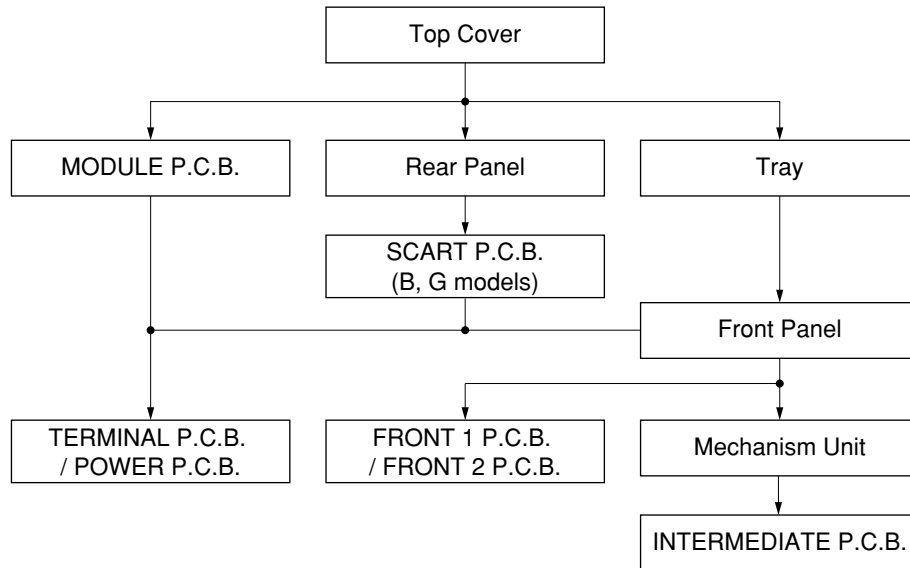 Top Cover
MODULE P.C.B.
Rear Panel
Tray
SCART P.C.B.
(B, G models)
Front Panel
TERMINAL P.C.B.
/ POWER P.C.B.
FRONT 1 P.C.B.
/ FRONT 2 P.C.B.
Mechanism Unit
INTERMEDIATE P.C.B.